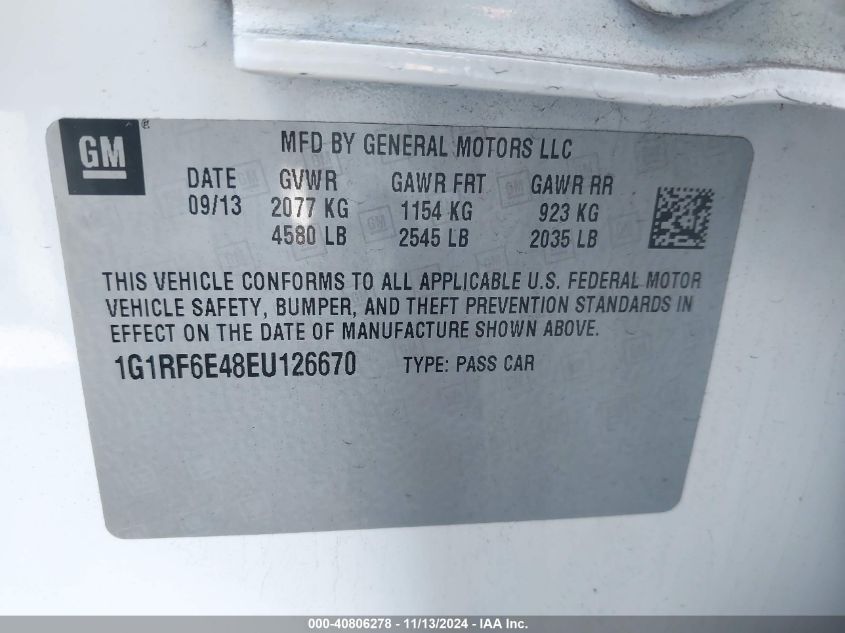 GM ®
MFD BY GENERAL MOTORS LLC
DATE GVWR GAWR FRT GAWR RR
09/13 2077 KG 1154 KG 923 KG
4580 LB 2545 LB 2035 LB
THIS VEHICLE CONFORMS TO ALL APPLICABLE U.S. FEDERAL MOTOR
VEHICLE SAFETY, BUMPER, AND THEFT PREVENTION STANDARDS IN
EFFECT ON THE DATE OF MANUFACTURE SHOWN ABOVE.
1G1RF6E48EU126670 TYPE: PASS CAR
000-40806278 - 11/13/2024 - IAA Inc.